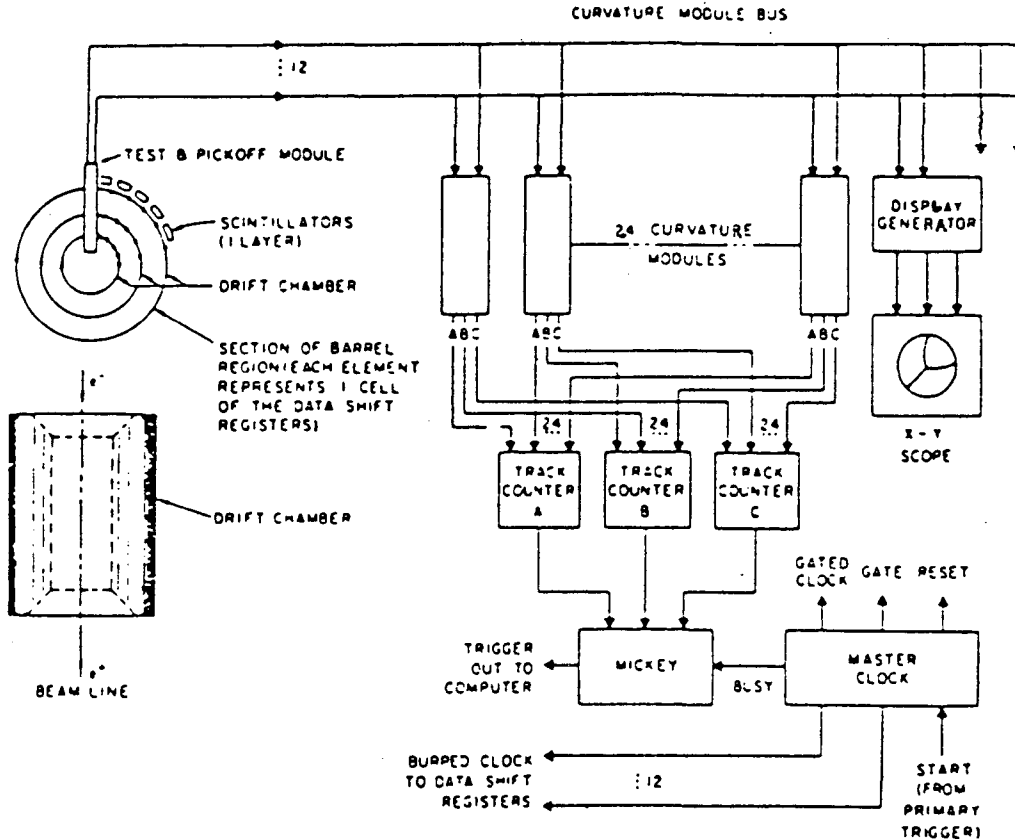 CURVATURE MODULE BUS
12
TEST & PICKOFF MODULE
SCINTILLATORS
(1 LAYER)
DRIFT CHAMBER
SECTION OF BARREL
REGION(EACH ELEMENT
REPRESENTS 1 CELL
OF THE DATA SHIFT
REGISTERS)
24 CURVATURE
MODULES
DISPLAY
GENERATOR
ABC
ABC
ABC
X-Y
SCOPE
24
24
24
TRACK
COUNTER
A
TRACK
COUNTER
B
TRACK
COUNTER
C
e-
DRIFT CHAMBER
e+
BEAM LINE
GATED
CLOCK
GATE
RESET
TRIGGER
OUT TO
COMPUTER
MICKEY
BUSY
MASTER
CLOCK
BURPED CLOCK
TO DATA SHIFT
REGISTERS
12
START
(FROM
PRIMARY
TRIGGER)